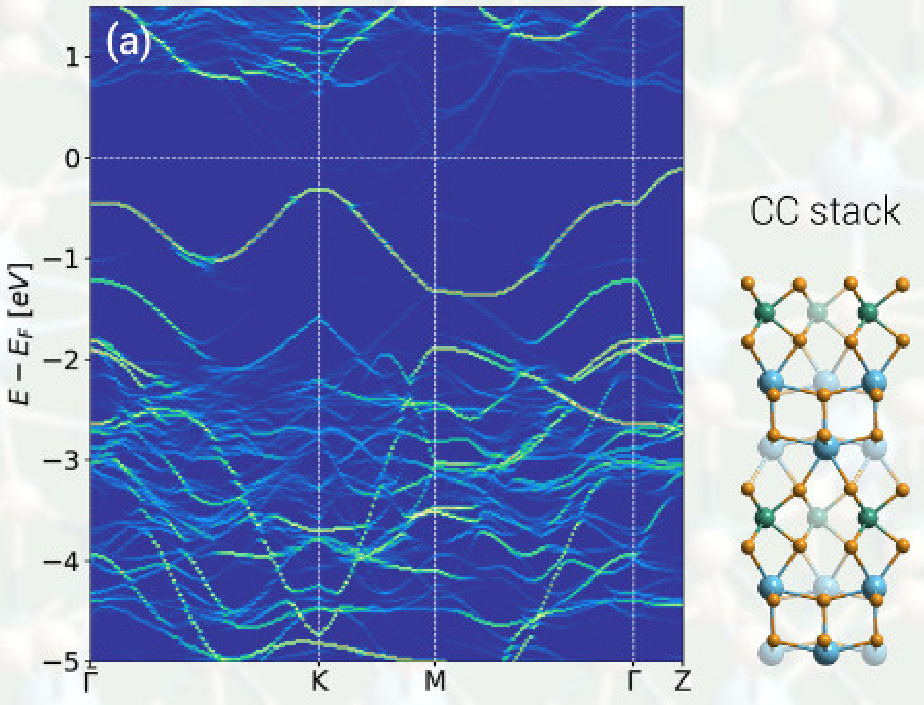 (a)
1
0
−1
−2
−3
−4
−5
E − E_F [eV]
Γ̄ K M Γ Z
CC stack